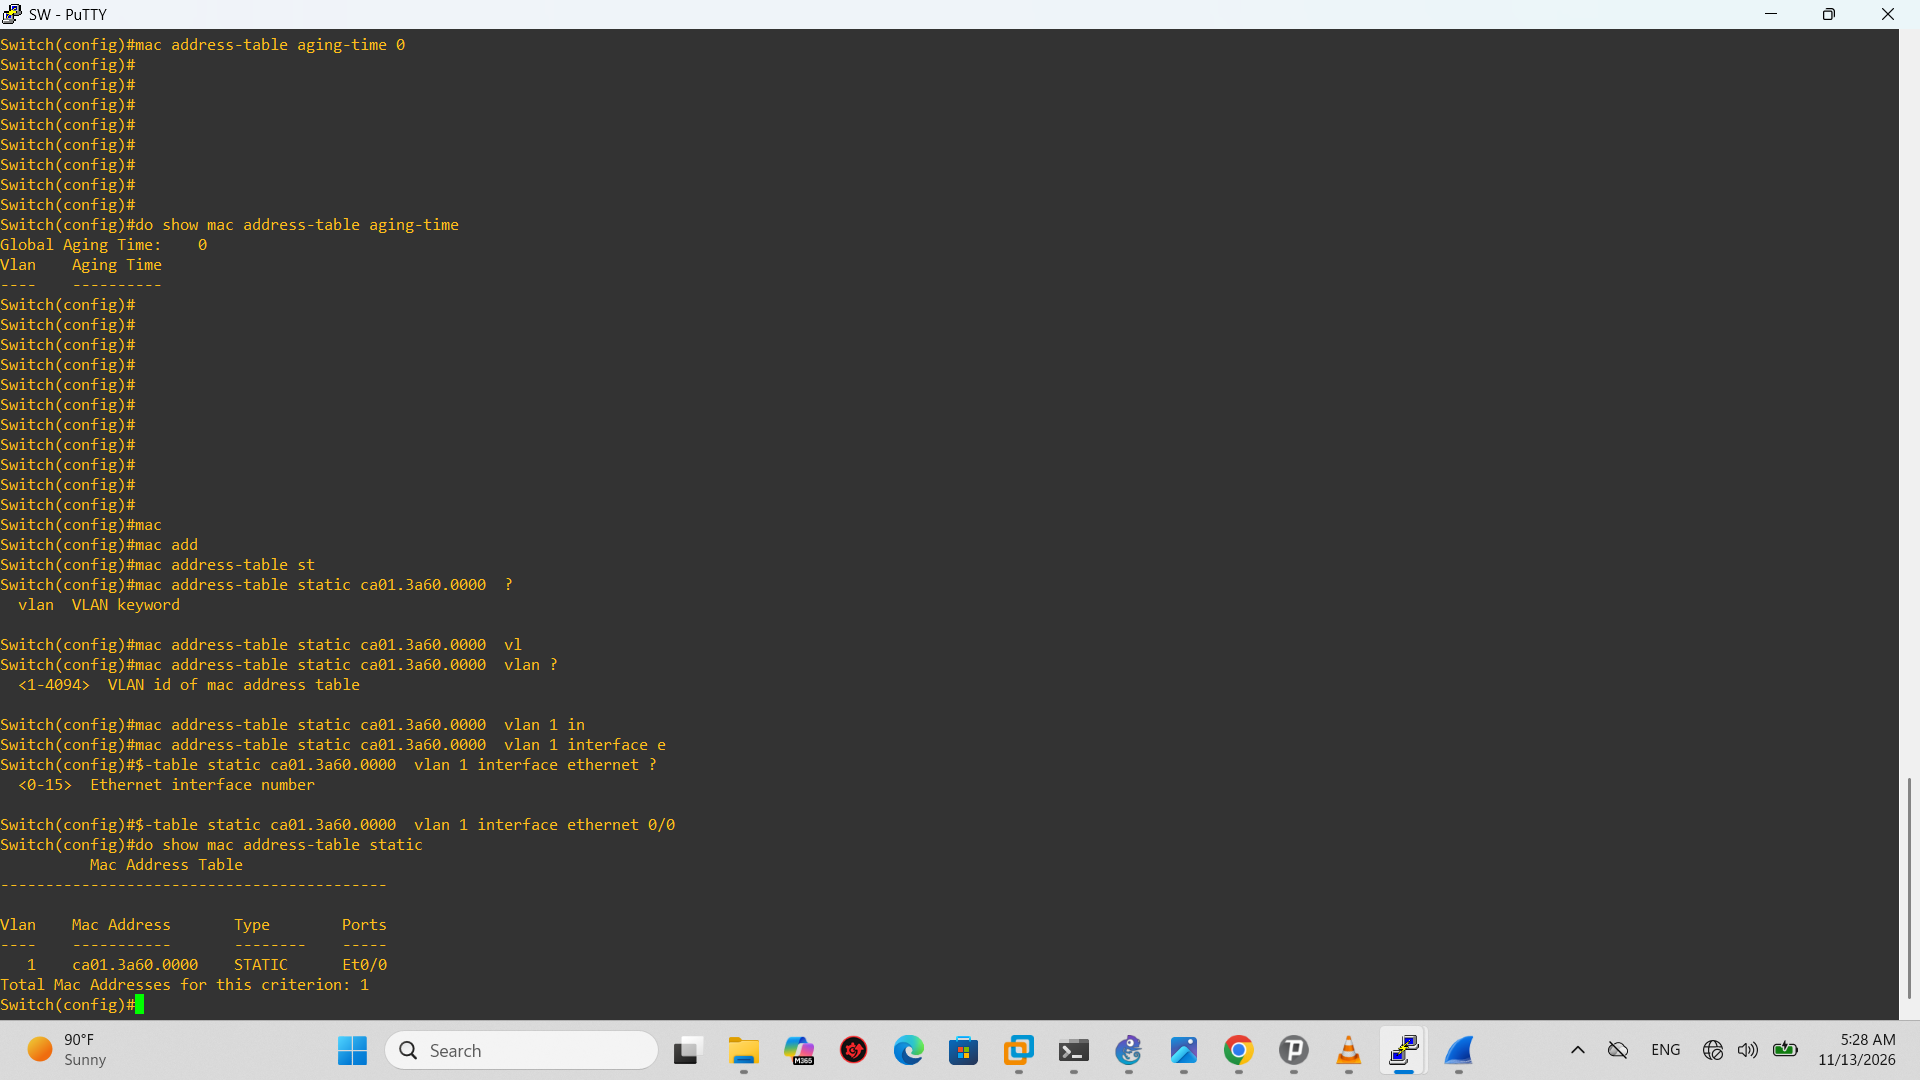 SW - PuTTY
Switch(config)#mac address-table aging-time 0
Switch(config)#
Switch(config)#
Switch(config)#
Switch(config)#
Switch(config)#
Switch(config)#
Switch(config)#
Switch(config)#
Switch(config)#do show mac address-table aging-time
Global Aging Time:    0
Vlan    Aging Time
----    ----------
Switch(config)#
Switch(config)#
Switch(config)#
Switch(config)#
Switch(config)#
Switch(config)#
Switch(config)#
Switch(config)#
Switch(config)#
Switch(config)#
Switch(config)#
Switch(config)#mac
Switch(config)#mac add
Switch(config)#mac address-table st
Switch(config)#mac address-table static ca01.3a60.0000  ?
  vlan  VLAN keyword
Switch(config)#mac address-table static ca01.3a60.0000  vl
Switch(config)#mac address-table static ca01.3a60.0000  vlan ?
  <1-4094>  VLAN id of mac address table
Switch(config)#mac address-table static ca01.3a60.0000  vlan 1 in
Switch(config)#mac address-table static ca01.3a60.0000  vlan 1 interface e
Switch(config)#$-table static ca01.3a60.0000  vlan 1 interface ethernet ?
  <0-15>  Ethernet interface number
Switch(config)#$-table static ca01.3a60.0000  vlan 1 interface ethernet 0/0
Switch(config)#do show mac address-table static
          Mac Address Table
-------------------------------------------
Vlan    Mac Address       Type        Ports
----    -----------       --------    -----
   1    ca01.3a60.0000    STATIC      Et0/0
Total Mac Addresses for this criterion: 1
Switch(config)#
90°F
Sunny
Search
M365
ENG
5:28 AM
11/13/2026